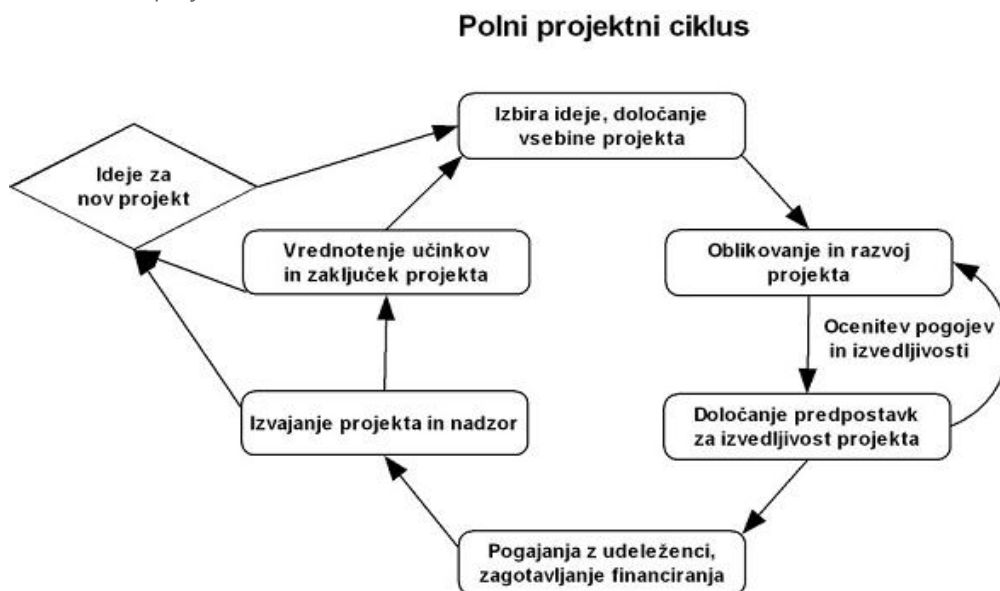 Polni projektni ciklus
Izbira ideje, določanje
vsebine projekta
Ideje za
nov projekt
Vrednotenje učinkov
in zaključek projekta
Oblikovanje in razvoj
projekta
Ocenitev pogojev
in izvedljivosti
Izvajanje projekta in nadzor
Določanje predpostavk
za izvedljivost projekta
Pogajanja z udeleženci,
zagotavljanje financiranja